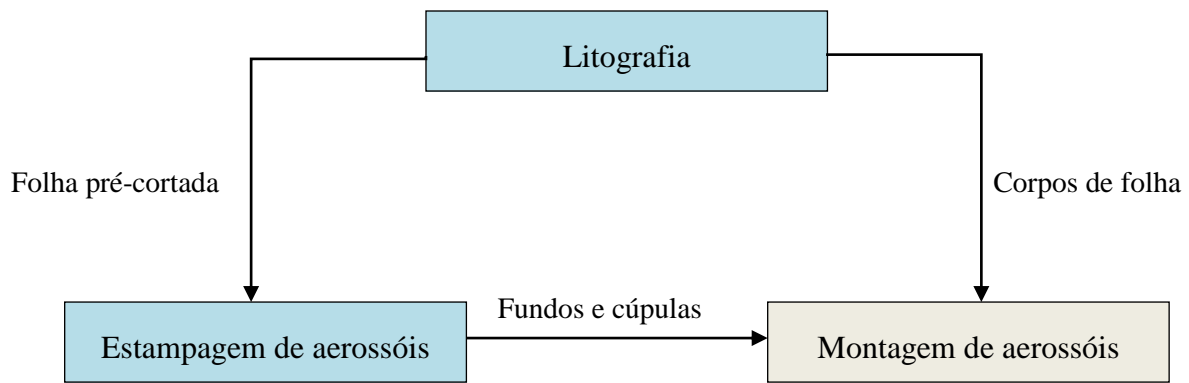 Litografia
Folha pré-cortada
Corpos de folha
Fundos e cúpulas
Estampagem de aerossóis
Montagem de aerossóis